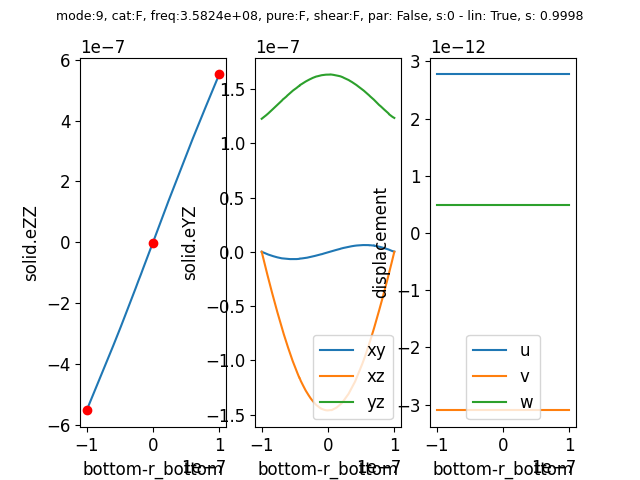 mode:9, cat:F, freq:3.5824e+08, pure:F, shear:F, par: False, s:0 - lin: True, s: 0.9998
1e−7
6
4
2
0
−2
−4
−6
solid.eZZ
−1
0
1
bottom-r_bottom
1e−7
1e−7
1.5
1.0
0.5
0.0
−0.5
−1.0
−1.5
solid.eYZ
xy
xz
yz
−1
0
1
bottom-r_bottom
1e−7
1e−12
3
2
1
0
−1
−2
−3
displacement
u
v
w
−1
0
1
bottom-r_bottom
1e−7